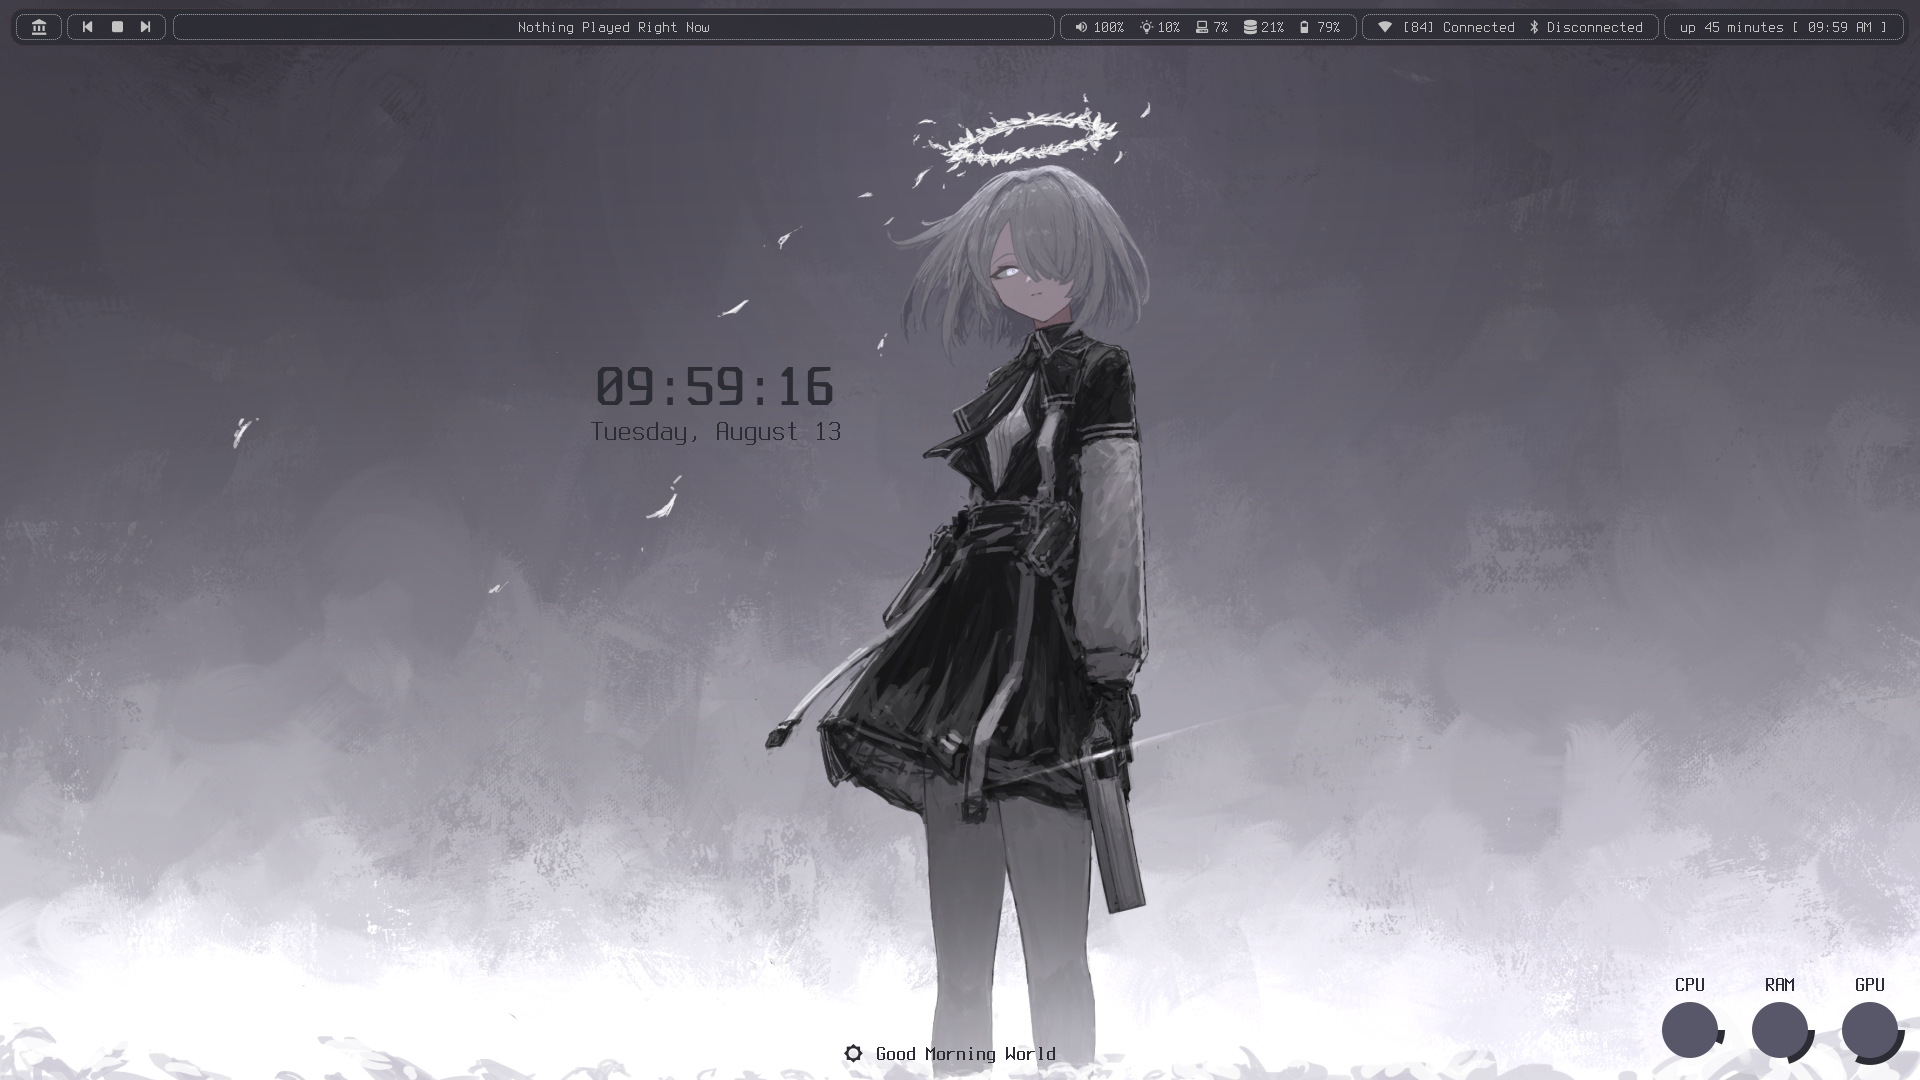 Nothing Played Right Now
100% 10% 7% 21% 79%
[84] Connected Disconnected
up 45 minutes [ 09:59 AM ]
09:59:16
Tuesday, August 13
CPU RAM GPU
Good Morning World